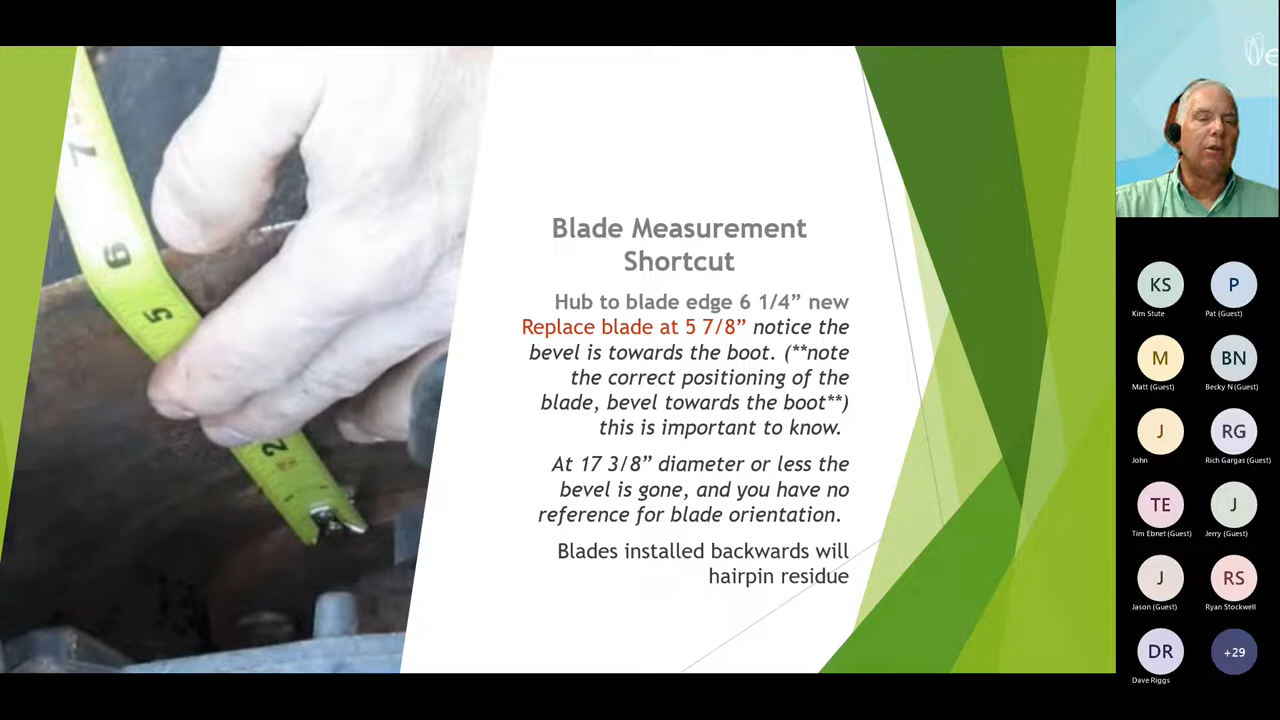 7
6
5
2
Blade Measurement
Shortcut
Hub to blade edge 6 1/4” new
Replace blade at 5 7/8” notice the
bevel is towards the boot. (**note
the correct positioning of the
blade, bevel towards the boot**)
this is important to know.
At 17 3/8” diameter or less the
bevel is gone, and you have no
reference for blade orientation.
Blades installed backwards will
hairpin residue
KS
Kim Stute
P
Pat (Guest)
M
Matt (Guest)
BN
Becky N (Guest)
J
John
RG
Rich Gargas (Guest)
TE
Tim Ebnet (Guest)
J
Jerry (Guest)
J
Jason (Guest)
RS
Ryan Stockwell
DR
Dave Riggs
+29